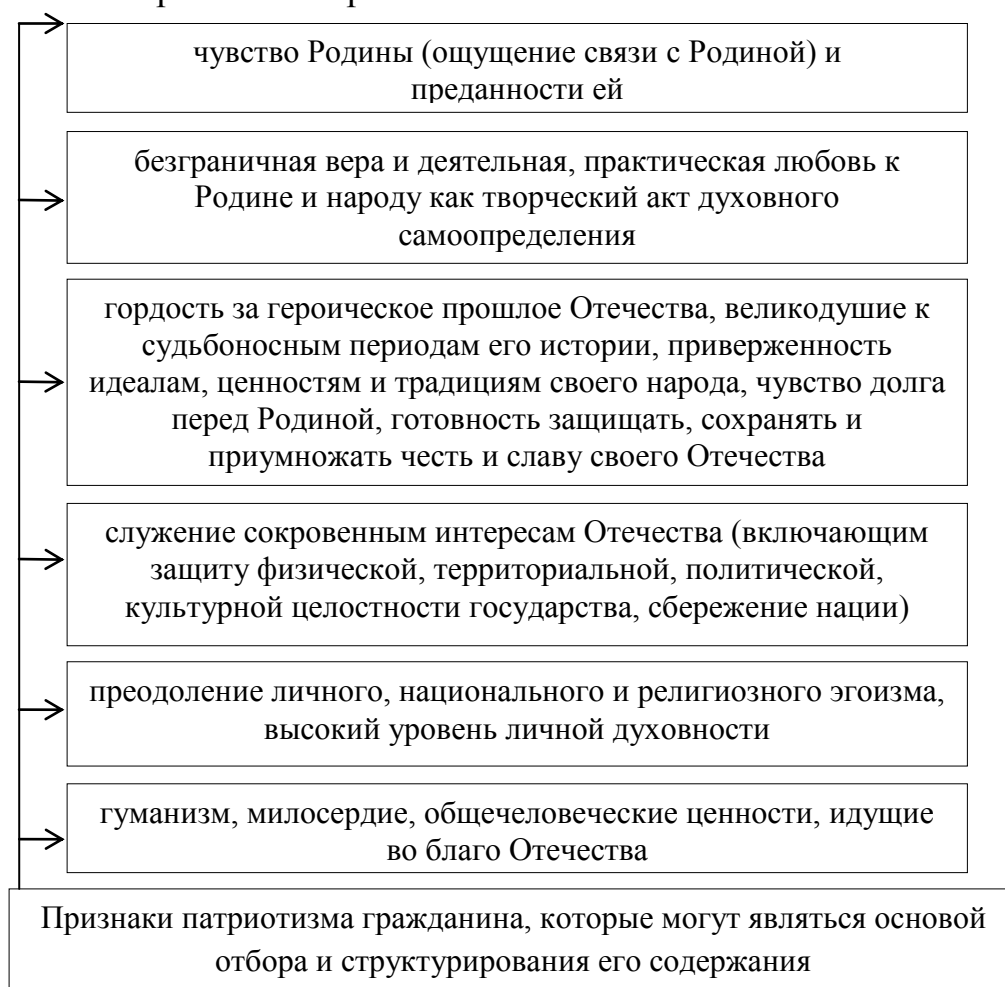 чувство Родины (ощущение связи с Родиной) и
преданности ей
безграничная вера и деятельная, практическая любовь к
Родине и народу как творческий акт духовного
самоопределения
гордость за героическое прошлое Отечества, великодушие к
судьбоносным периодам его истории, приверженность
идеалам, ценностям и традициям своего народа, чувство долга
перед Родиной, готовность защищать, сохранять и
приумножать честь и славу своего Отечества
служение сокровенным интересам Отечества (включающим
защиту физической, территориальной, политической,
культурной целостности государства, сбережение нации)
преодоление личного, национального и религиозного эгоизма,
высокий уровень личной духовности
гуманизм, милосердие, общечеловеческие ценности, идущие
во благо Отечества
Признаки патриотизма гражданина, которые могут являться основой
отбора и структурирования его содержания